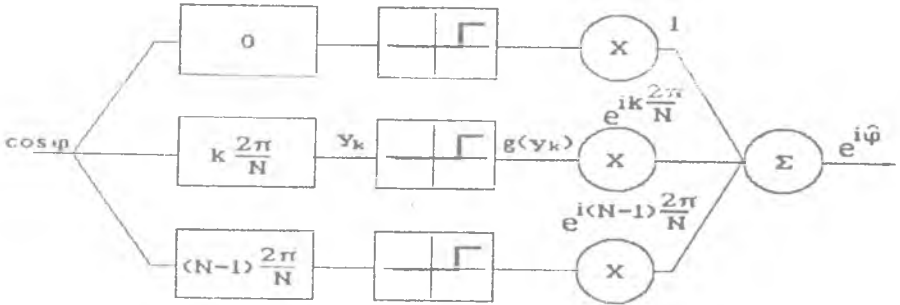 0
X
1
cos φ
k 2π/N
y_k
g(y_k)
e^{ik 2π/N}
X
Σ
e^{iφ̂}
(N-1) 2π/N
e^{i(N-1) 2π/N}
X